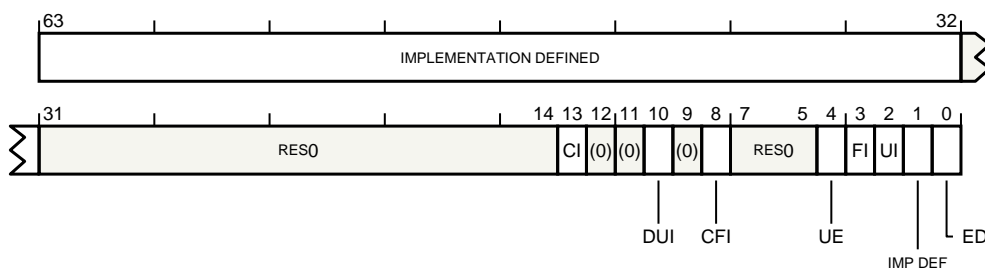 63 32
IMPLEMENTATION DEFINED
31 14 13 12 11 10 9 8 7 5 4 3 2 1 0
RES0 CI (0) (0) (0) RES0 FI UI
DUI CFI UE ED
IMP DEF